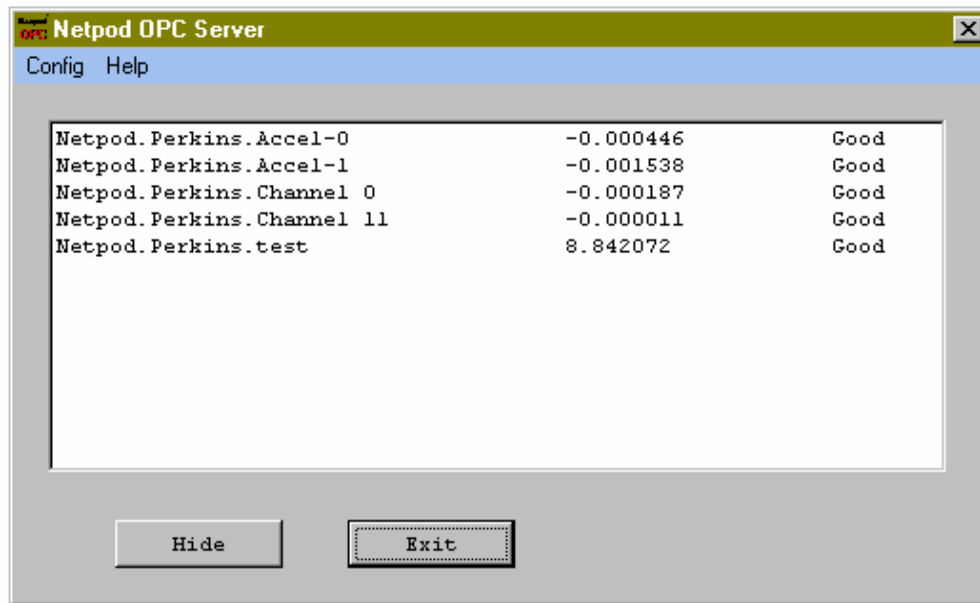 Netpod OPC Netpod OPC Server
Config Help
Netpod.Perkins.Accel-0 -0.000446 Good
Netpod.Perkins.Accel-1 -0.001538 Good
Netpod.Perkins.Channel 0 -0.000187 Good
Netpod.Perkins.Channel 11 -0.000011 Good
Netpod.Perkins.test 8.842072 Good
Hide Exit